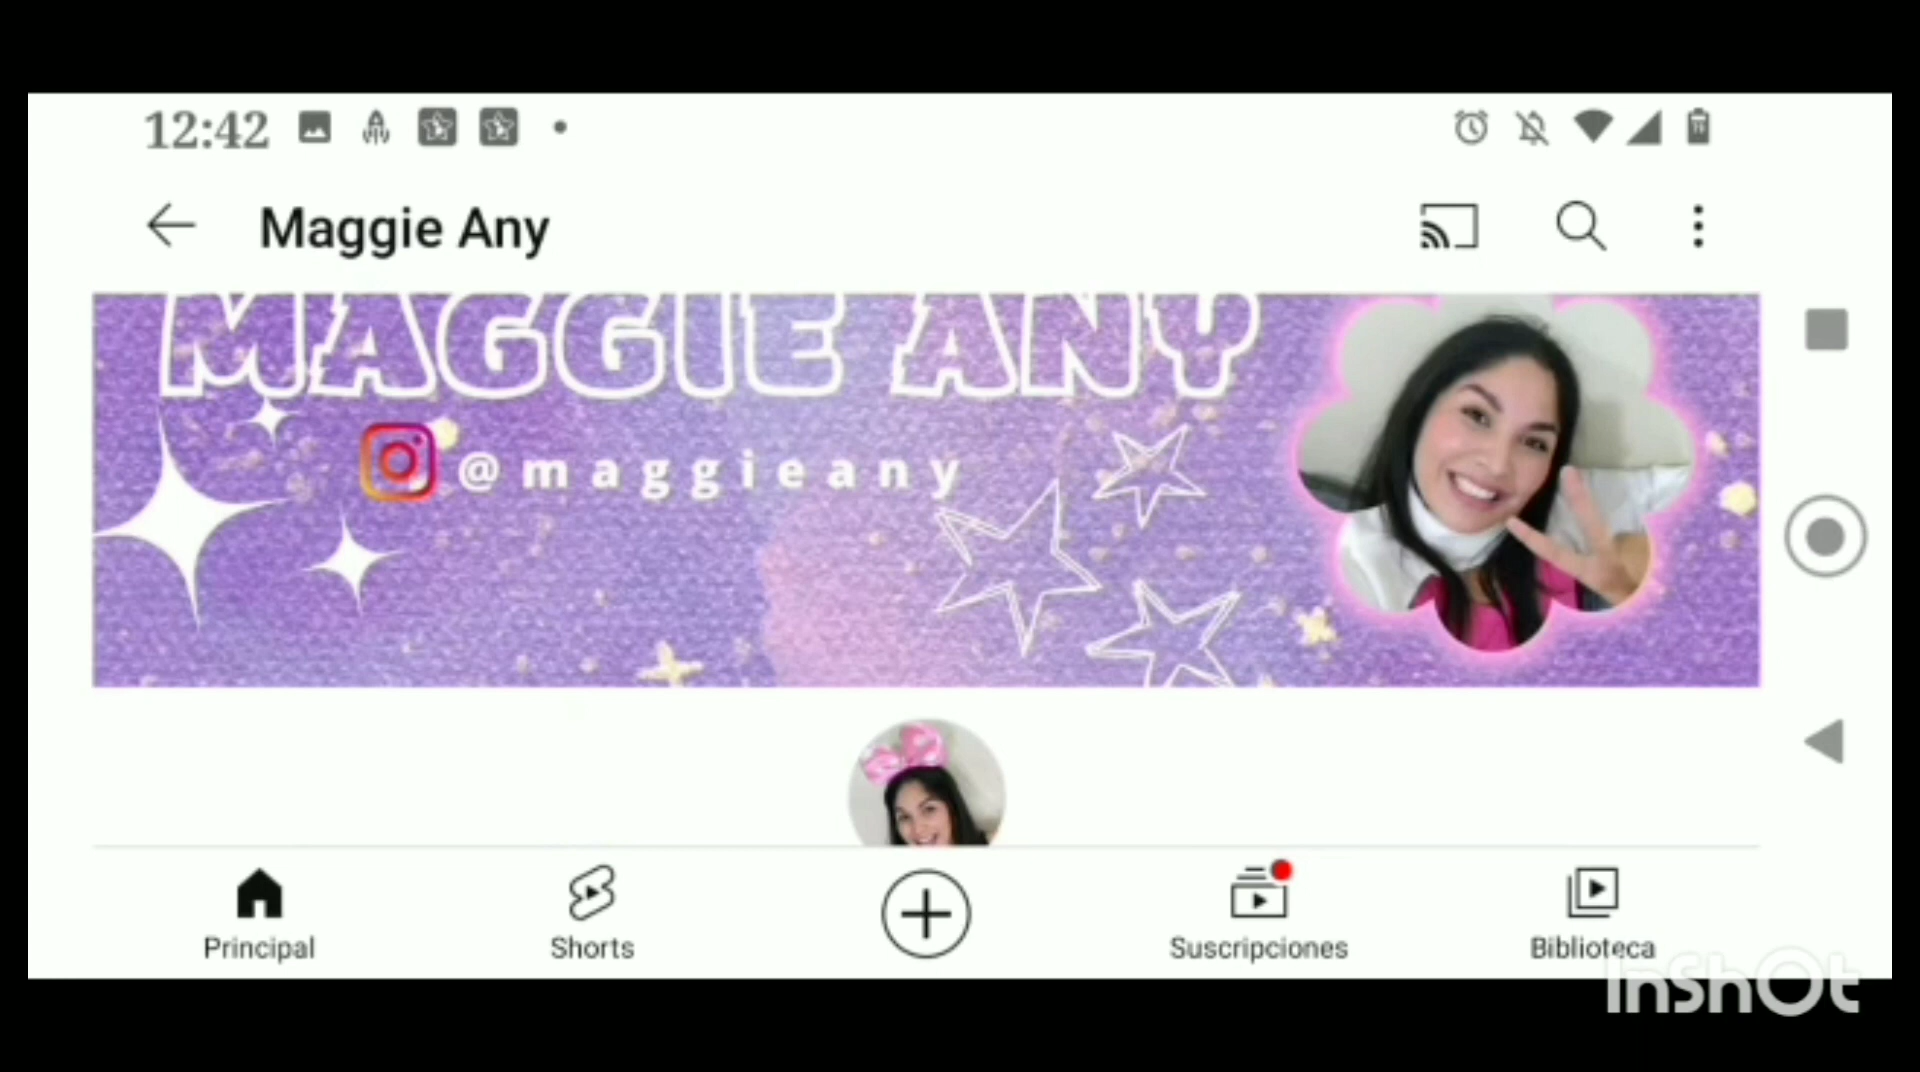 12:42
Maggie Any
MAGGIE ANY
@maggieany
Principal
Shorts
Suscripciones
Biblioteca
InShOt